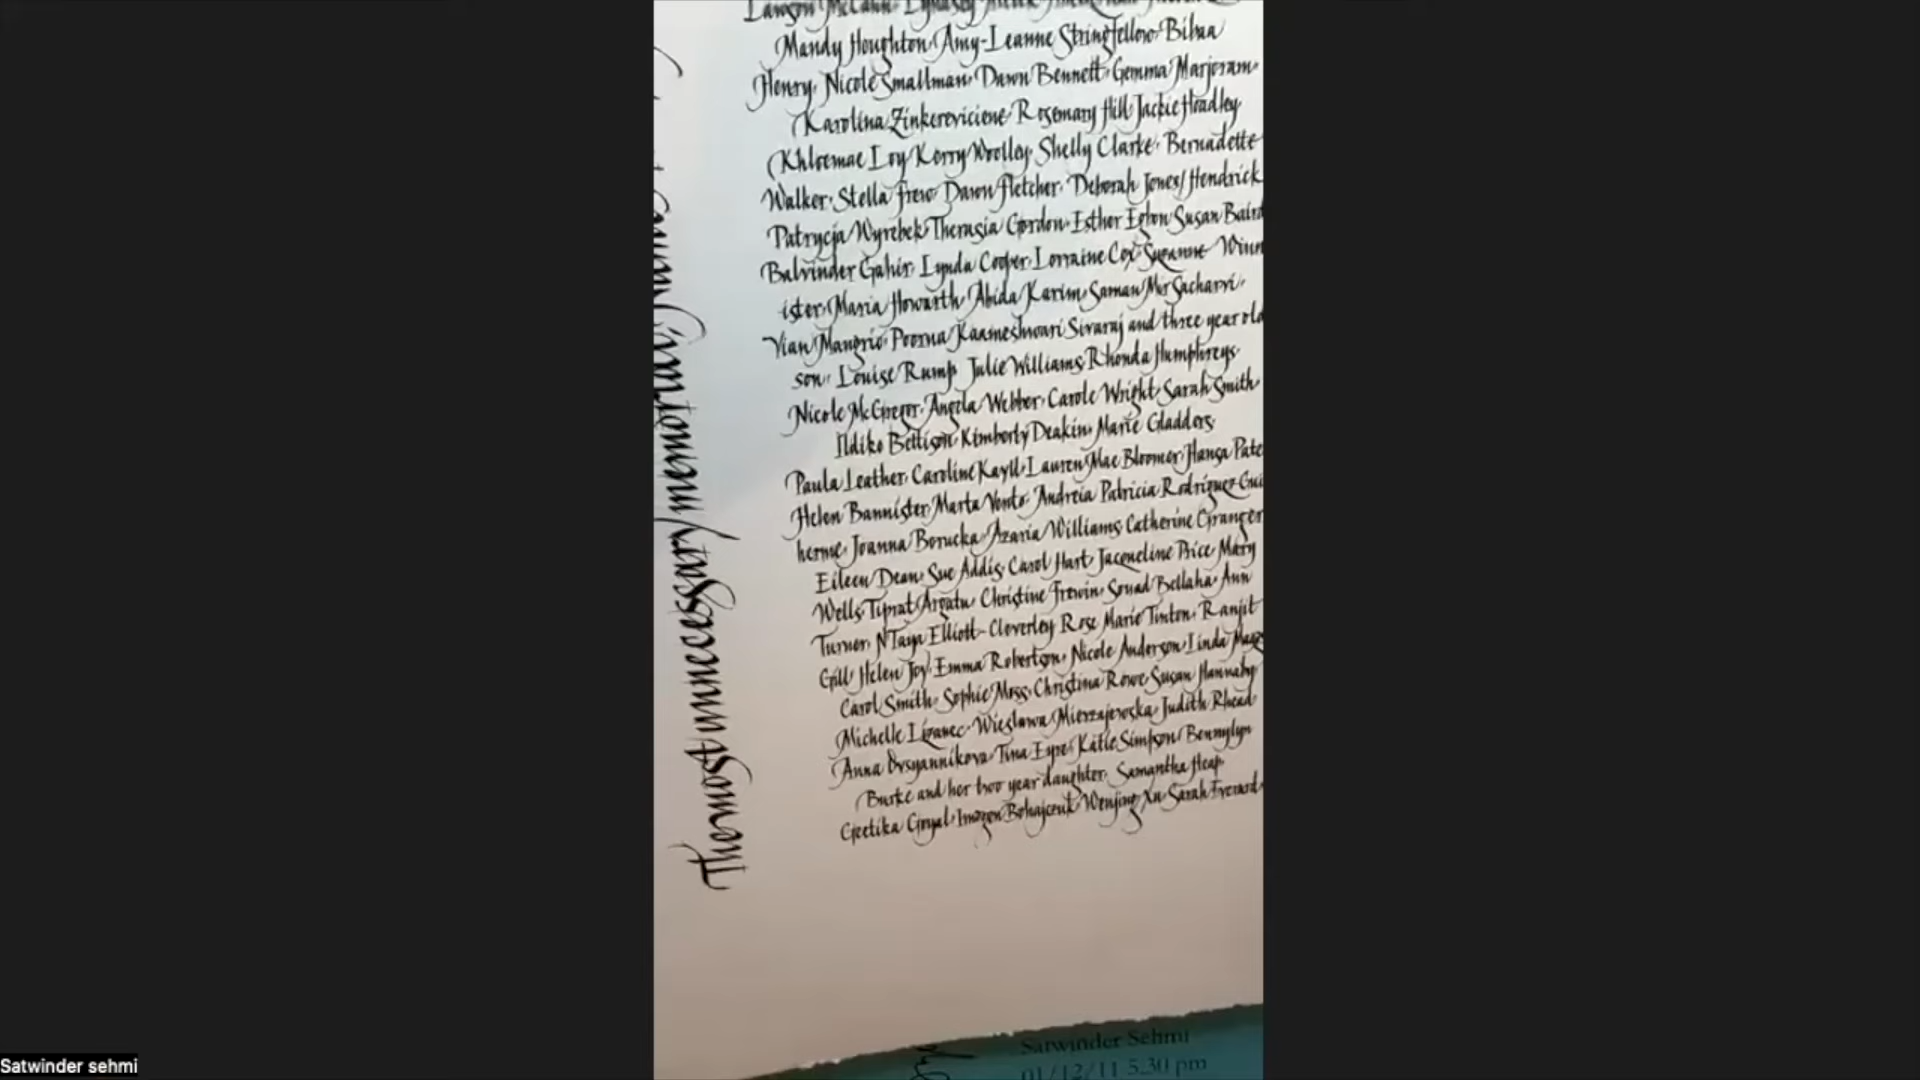 Mandy Houghton, Amy-Leanne Stringfellow, Bihaa
Henry, Nicole Smallman, Dawn Bennett, Gemma Marjoram,
Karolina Zinkereviciene, Rosemary Hill, Jackie Hoadley,
Khloemae Loy, Kerry Woolley, Shelly Clarke, Bernadette
Walker, Stella Frew, Dawn Fletcher, Deborah Jones/Hendrick
Patrycja Wyrebek, Therasia Gordon, Esther Egbon, Susan Baird
Balvinder Gahir, Lynda Cooper, Lorraine Cox, Suzanne Winn
ister, Maria Howarth, Abida Karim, Saman Mir Sacharvi,
Vian Mangrio, Poorna Kaameshwari Sivaraj and three year old
son, Louise Rump, Julie Williams, Rhonda Humphreys,
Nicole McGregor, Angela Webber, Carole Wright, Sarah Smith,
Ildiko Bettison, Kimberly Deakin, Marie Gladders,
Paula Leather, Caroline Kayll, Lauren Mae Bloomer, Hansa Pate
Helen Bannister, Marta Vento, Andreia Patricia Rodriguez Gui
herme, Joanna Borucka, Azaria Williams, Catherine Granger
Eileen Dean, Sue Addis, Carol Hart, Jacqueline Price, Mary
Wells, Tiprat Argatu, Christine Frewin, Souad Bellaha, Ann
Turner, N'Taya Elliott-Cleverley, Rose Marie Tinton, Ranjit
Gill, Helen Joy, Emma Robertson, Nicole Anderson, Linda
Carol Smith, Sophie Moss, Christina Rowe, Susan Hannaby
Michelle Lizanec, Wieslawa Mierzejewska, Judith Rhead
Anna Ovsyannikova, Tina Eyre, Katie Simpson, Bennylyn
Burke and her two year daughter, Samantha Heap,
Geetika Goyal, Imogen Bohajczuk, Wenjing Xu, Sarah Everard,
The most unnecessary
Satwinder Sehmi
01/12/11 5.30 pm
Satwinder sehmi